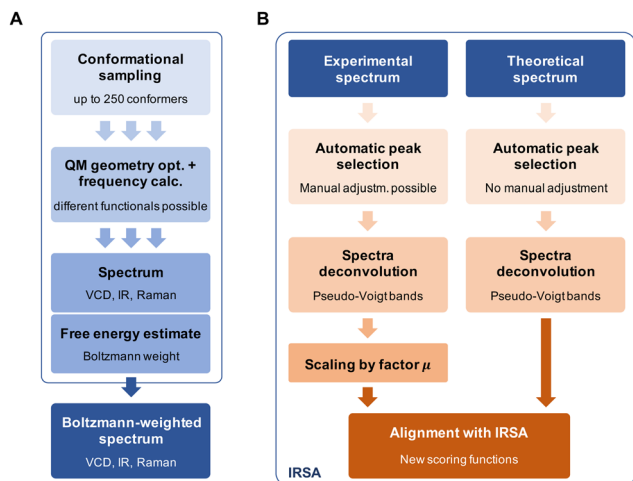 A
Conformational
sampling
up to 250 conformers
QM geometry opt. +
frequency calc.
different functionals possible
Spectrum
VCD, IR, Raman
Free energy estimate
Boltzmann weight
Boltzmann-weighted
spectrum
VCD, IR, Raman
B
Experimental
spectrum
Automatic peak
selection
Manual adjustm. possible
Spectra
deconvolution
Pseudo-Voigt bands
Scaling by factor μ
Theoretical
spectrum
Automatic peak
selection
No manual adjustment
Spectra
deconvolution
Pseudo-Voigt bands
Alignment with IRSA
New scoring functions
IRSA